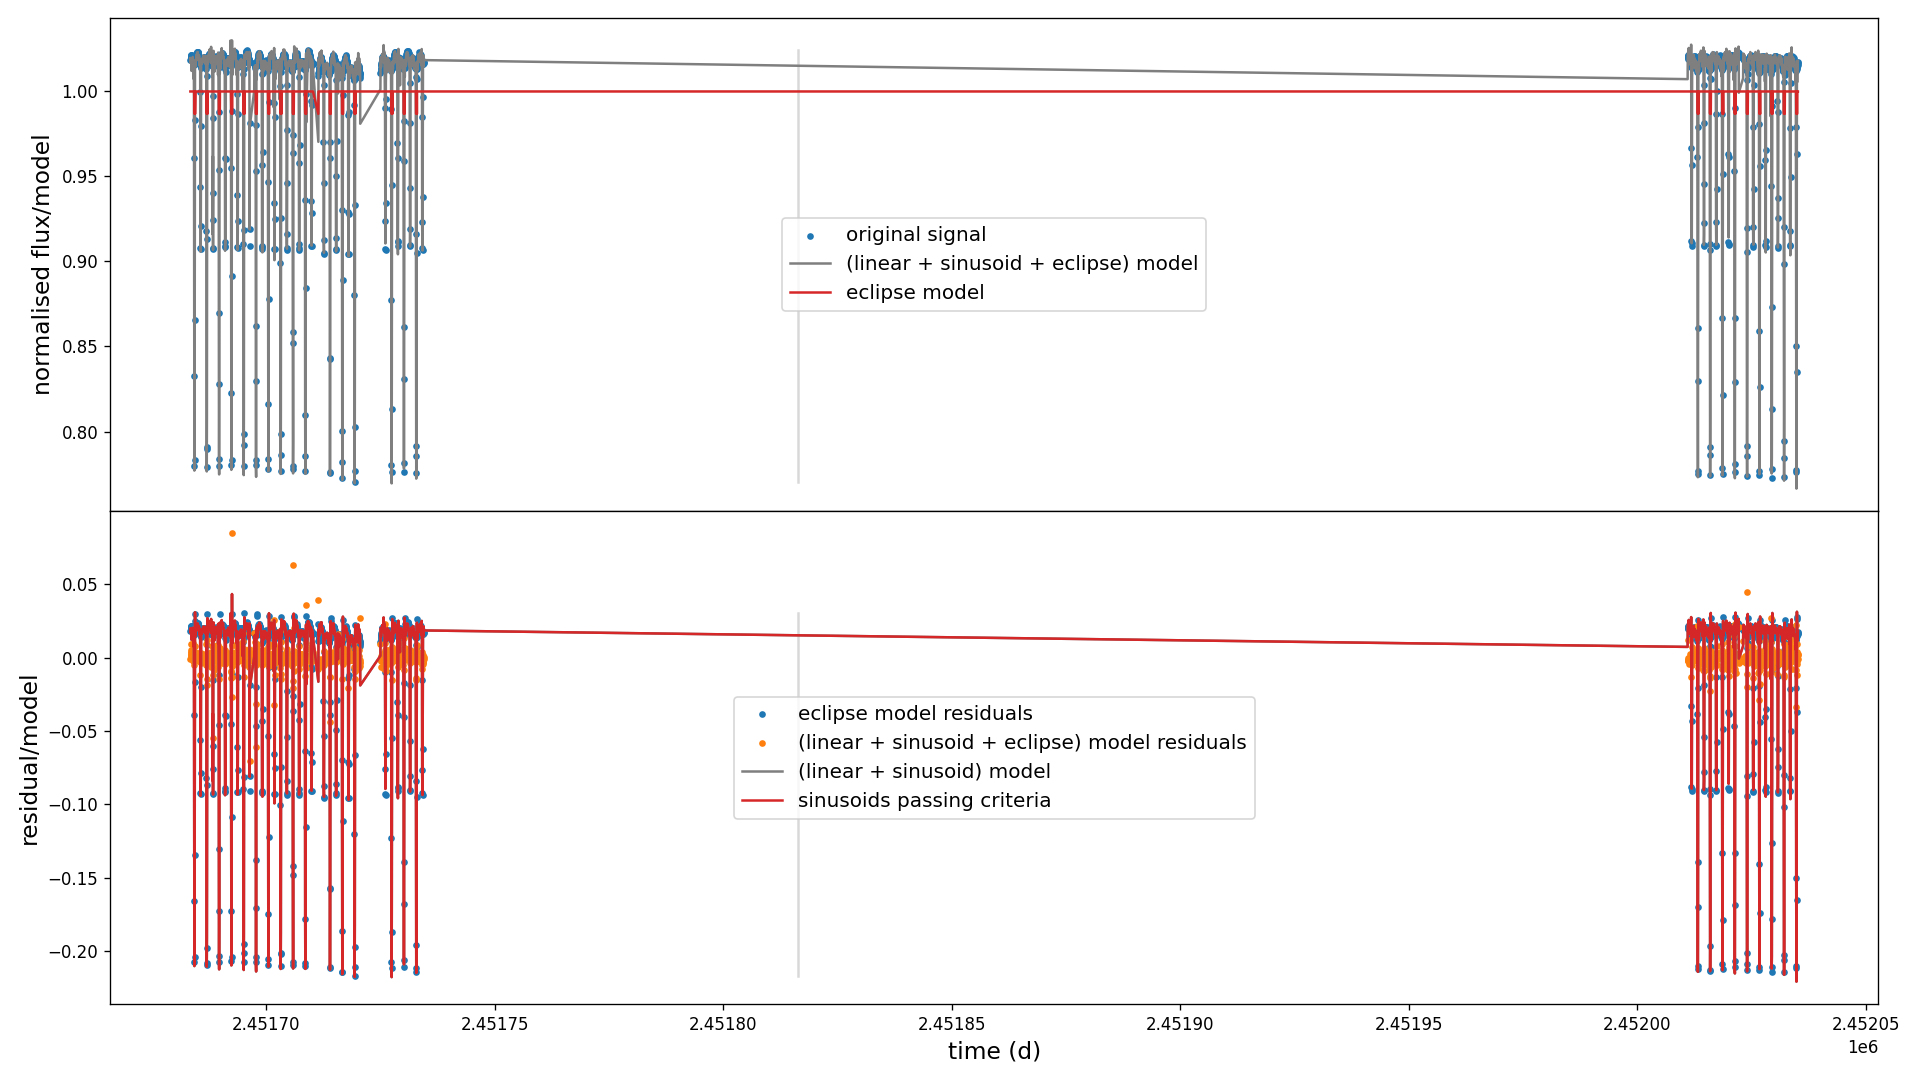 normalised flux/model
1.00
0.95
0.90
0.85
0.80
original signal
(linear + sinusoid + eclipse) model
eclipse model
residual/model
0.05
0.00
−0.05
−0.10
−0.15
−0.20
eclipse model residuals
(linear + sinusoid + eclipse) model residuals
(linear + sinusoid) model
sinusoids passing criteria
2.45170 2.45175 2.45180 2.45185 2.45190 2.45195 2.45200 2.45205
time (d)
1e6